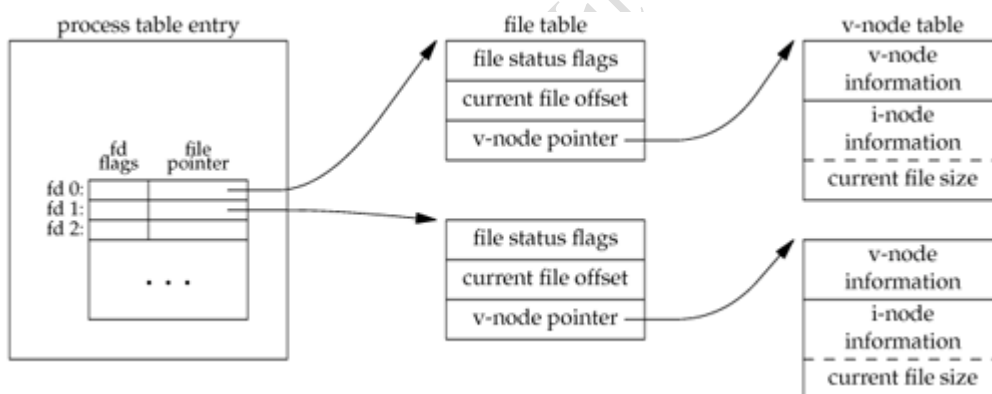 process table entry
fd
flags
file
pointer
fd 0:
fd 1:
fd 2:
. . .
file table
file status flags
current file offset
v-node pointer
file status flags
current file offset
v-node pointer
v-node table
v-node
information
i-node
information
current file size
v-node
information
i-node
information
current file size